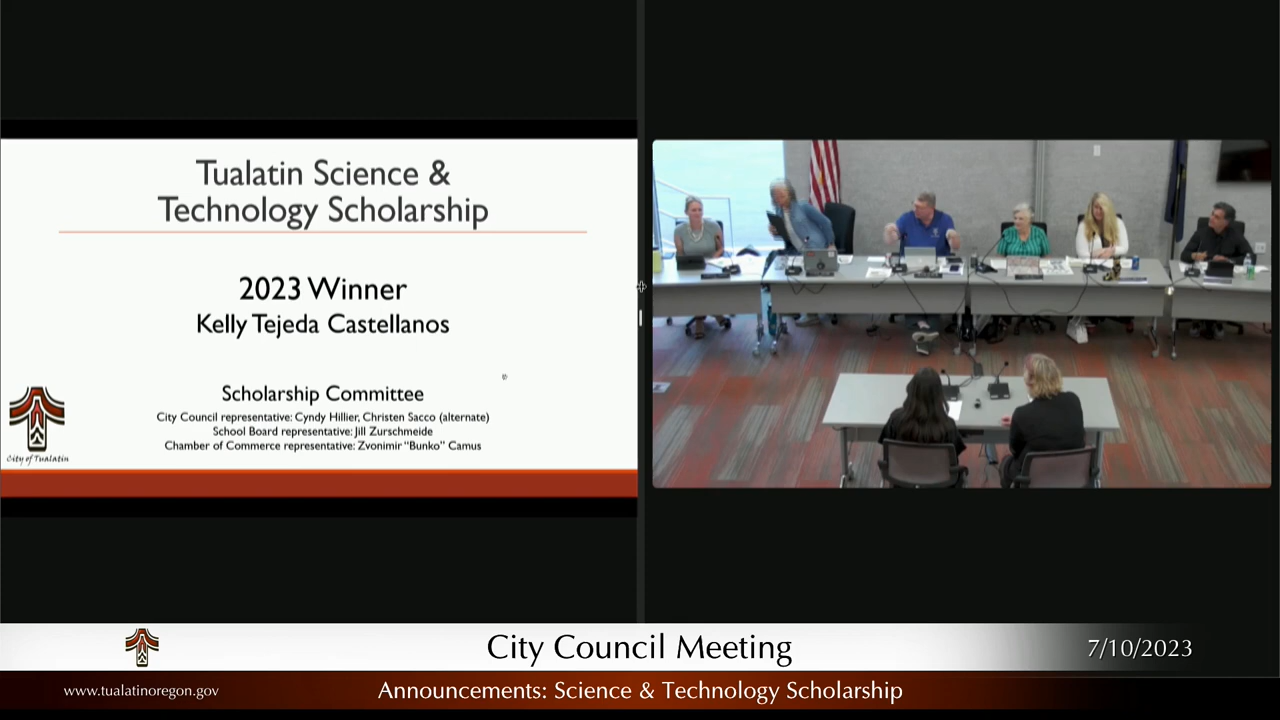 Tualatin Science &
Technology Scholarship
2023 Winner
Kelly Tejeda Castellanos
Scholarship Committee
City Council representative: Cyndy Hillier, Christen Sacco (alternate)
School Board representative: Jill Zurschmeide
Chamber of Commerce representative: Zvonimir "Bunko" Camus
City of Tualatin
City Council Meeting
7/10/2023
www.tualatinoregon.gov
Announcements: Science & Technology Scholarship